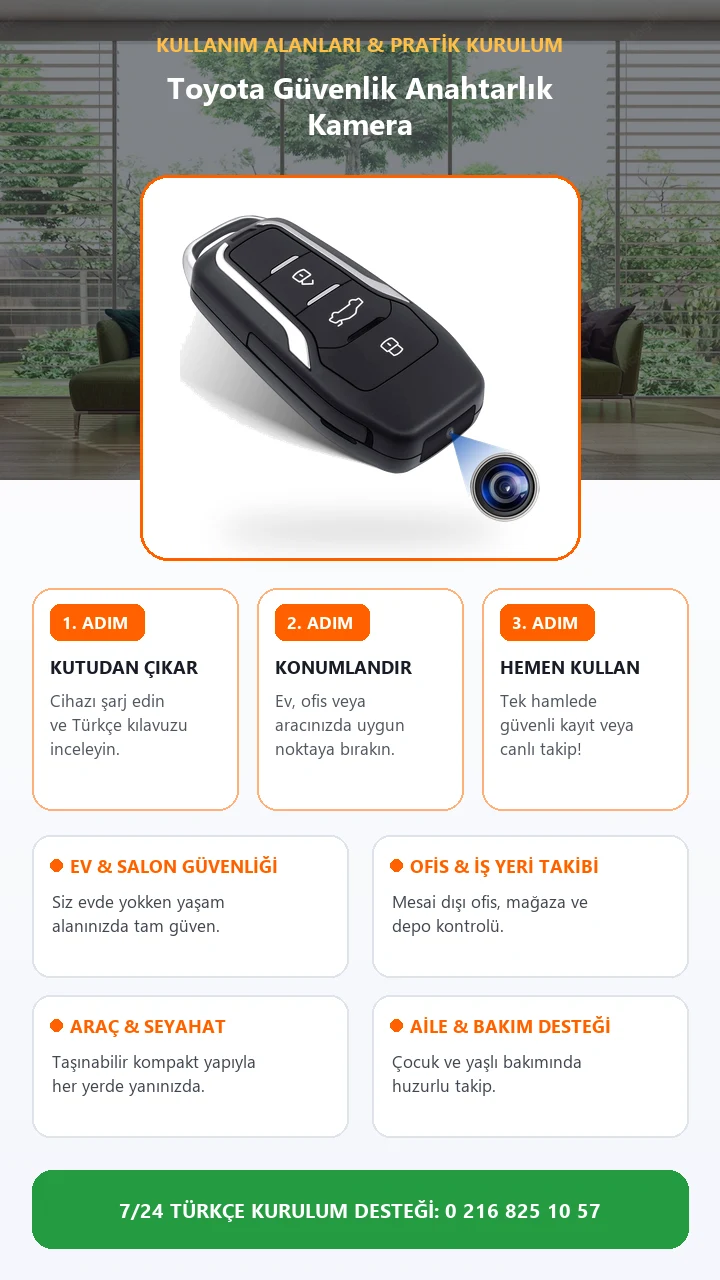 KULLANIM ALANLARI & PRATİK KURULUM
Toyota Güvenlik Anahtarlık
Kamera
1. ADIM
KUTUDAN ÇIKAR
Cihazı şarj edin
ve Türkçe kılavuzu
inceleyin.
2. ADIM
KONUMLANDIR
Ev, ofis veya
aracınızda uygun
noktaya bırakın.
3. ADIM
HEMEN KULLAN
Tek hamlede
güvenli kayıt veya
canlı takip!
EV & SALON GÜVENLİĞİ
Siz evde yokken yaşam
alanınızda tam güven.
OFİS & İŞ YERİ TAKİBİ
Mesai dışı ofis, mağaza ve
depo kontrolü.
ARAÇ & SEYAHAT
Taşınabilir kompakt yapıyla
her yerde yanınızda.
AİLE & BAKIM DESTEĞİ
Çocuk ve yaşlı bakımında
huzurlu takip.
7/24 TÜRKÇE KURULUM DESTEĞİ: 0 216 825 10 57